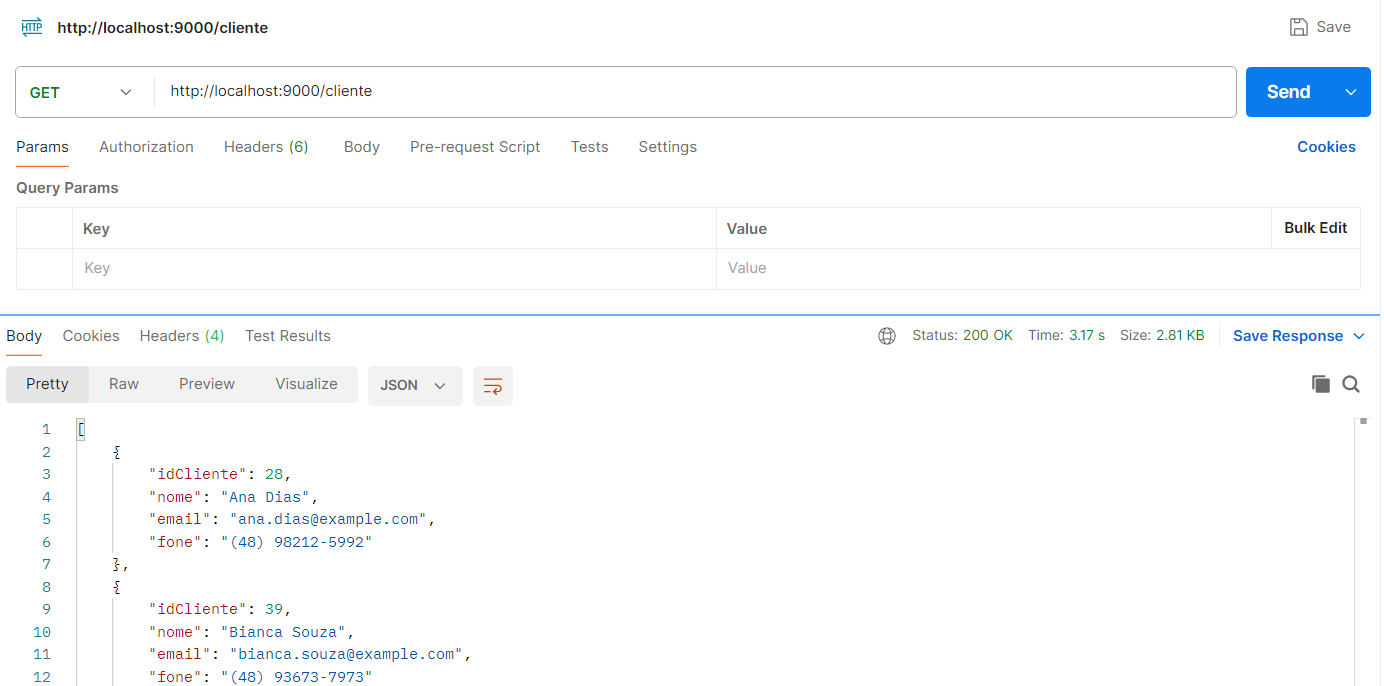 HTTP http://localhost:9000/cliente Save
GET http://localhost:9000/cliente Send
Params Authorization Headers (6) Body Pre-request Script Tests Settings Cookies
Query Params
Key Value Bulk Edit
Key Value
Body Cookies Headers (4) Test Results Status: 200 OK Time: 3.17 s Size: 2.81 KB Save Response
Pretty Raw Preview Visualize JSON
1 [
2 {
3 "idCliente": 28,
4 "nome": "Ana Dias",
5 "email": "ana.dias@example.com",
6 "fone": "(48) 98212-5992"
7 },
8 {
9 "idCliente": 39,
10 "nome": "Bianca Souza",
11 "email": "bianca.souza@example.com",
12 "fone": "(48) 93673-7973"